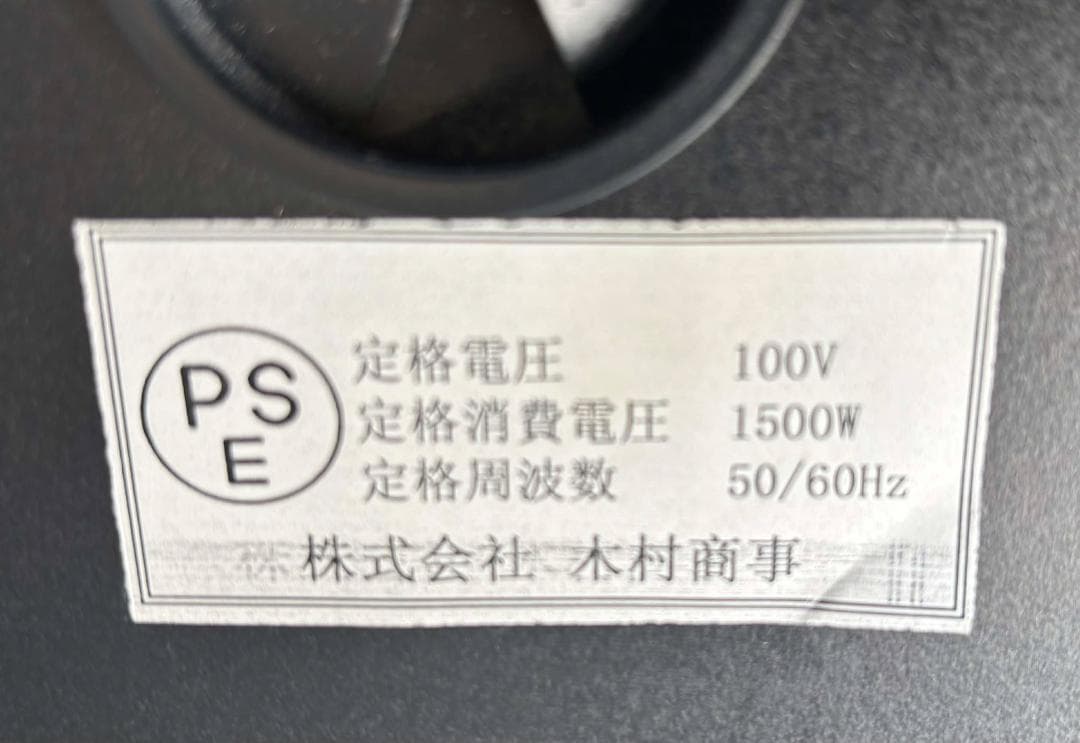 PS
E
定格電圧 100V
定格消費電圧 1500W
定格周波数 50/60Hz
株式会社 木村商事